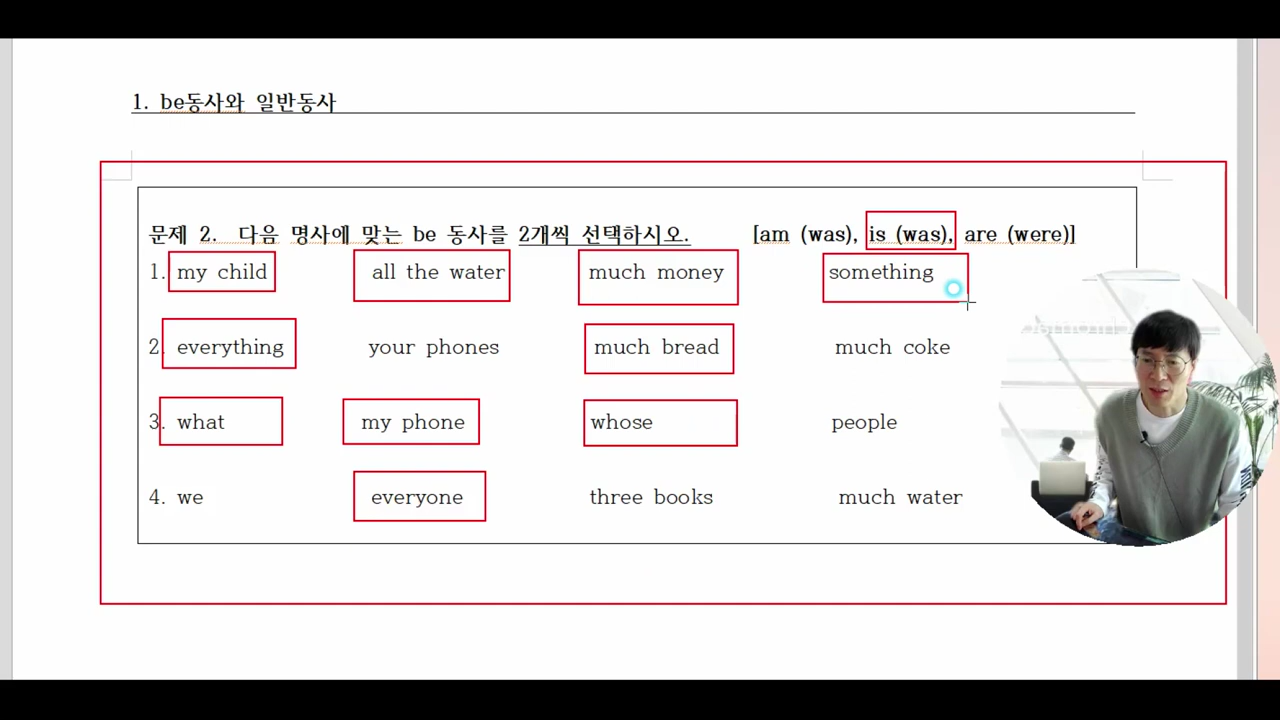 1. be동사와 일반동사
문제 2. 다음 명사에 맞는 be 동사를 2개씩 선택하시오. [am (was), is (was), are (were)]
1. my child all the water much money something
2. everything your phones much bread much coke
3. what my phone whose people
4. we everyone three books much water